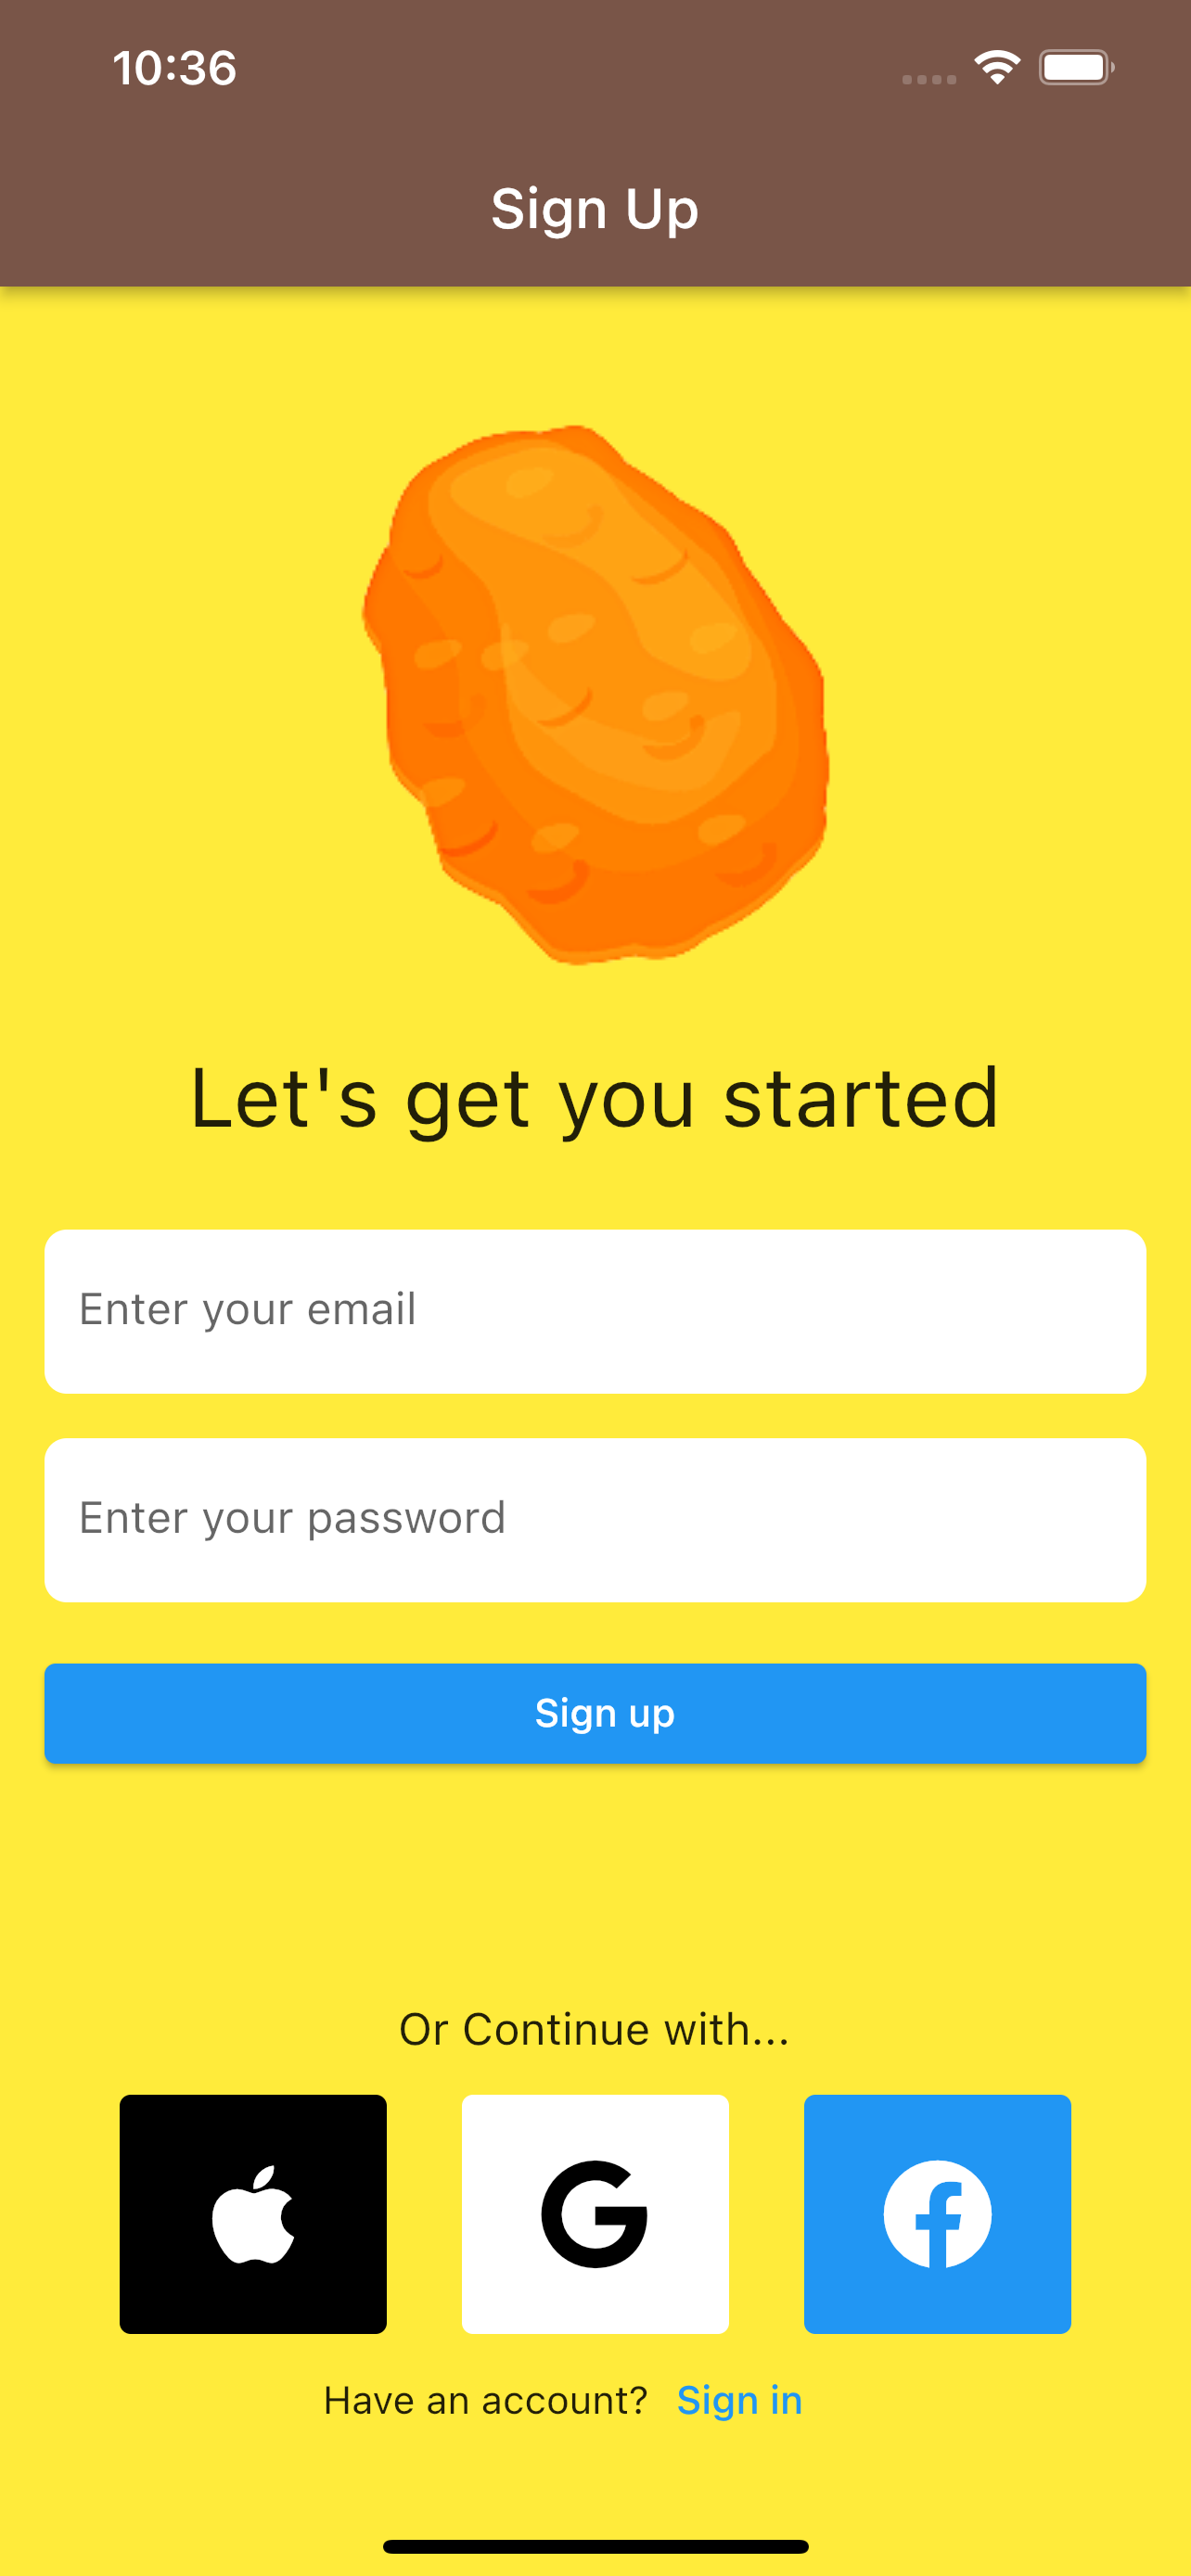 10:36
Sign Up
Let's get you started
Enter your email
Enter your password
Sign up
Or Continue with...
Have an account? Sign in